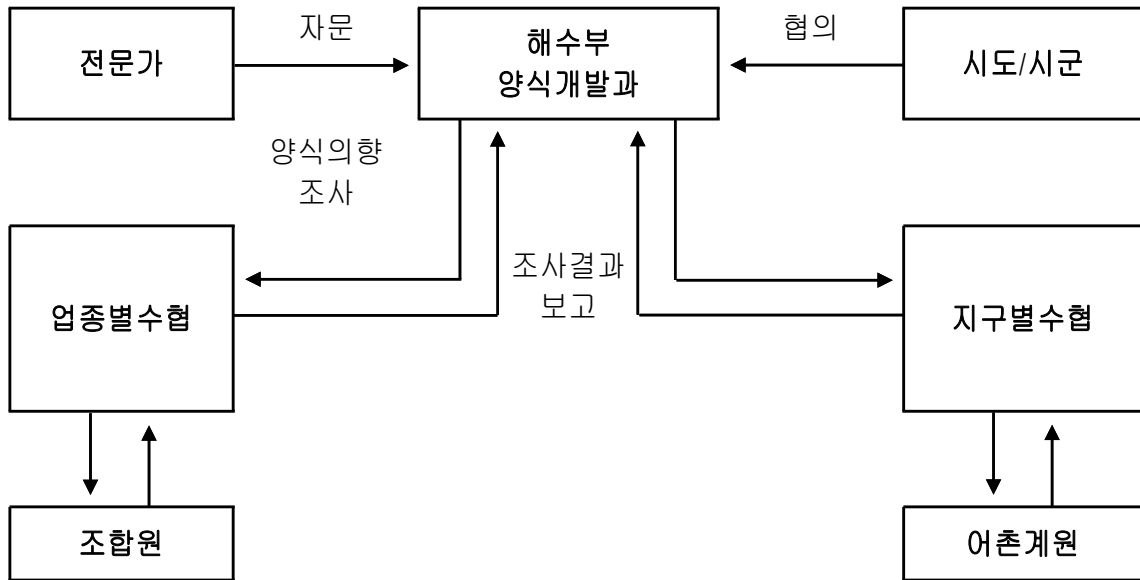 자문
협의
전문가
해수부
양식개발과
시도/시군
양식의향
조사
조사결과
보고
업종별수협
지구별수협
조합원
어촌계원